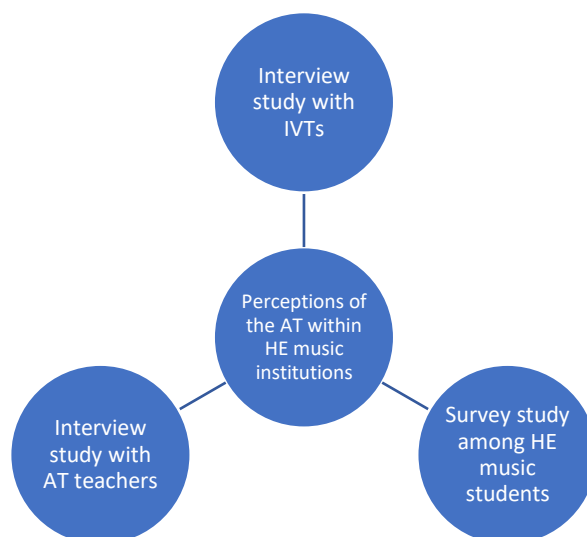 Interview
study with
IVTs
Perceptions of
the AT within
HE music
institutions
Interview
study with
AT teachers
Survey study
among HE
music
students